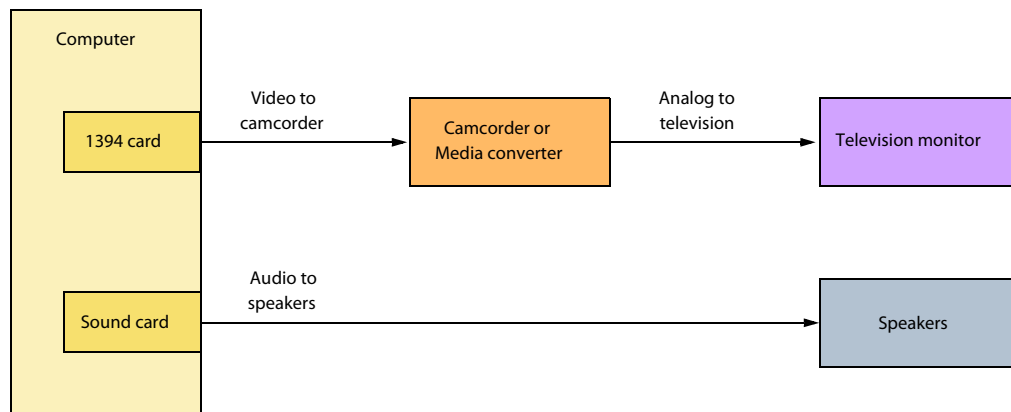 Computer
1394 card
Video to
camcorder
Camcorder or
Media converter
Analog to
television
Television monitor
Sound card
Audio to
speakers
Speakers